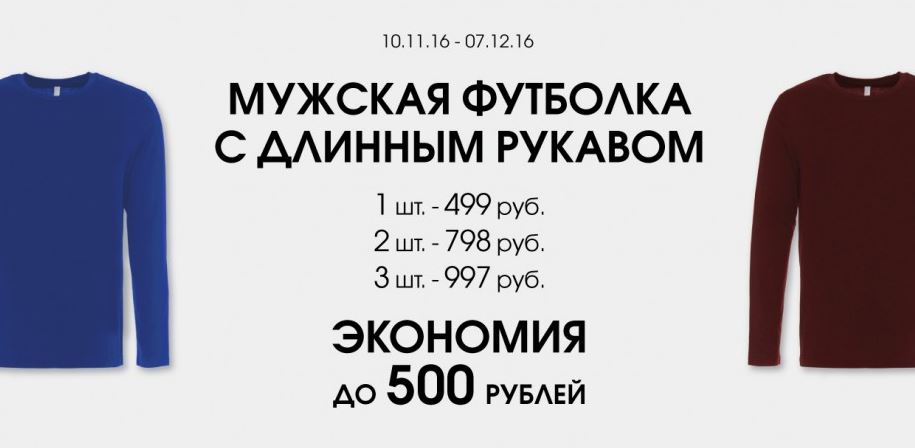 10.11.16 - 07.12.16
МУЖСКАЯ ФУТБОЛКА
С ДЛИННЫМ РУКАВОМ
1 шт. - 499 руб.
2 шт. - 798 руб.
3 шт. - 997 руб.
ЭКОНОМИЯ
ДО 500 РУБЛЕЙ